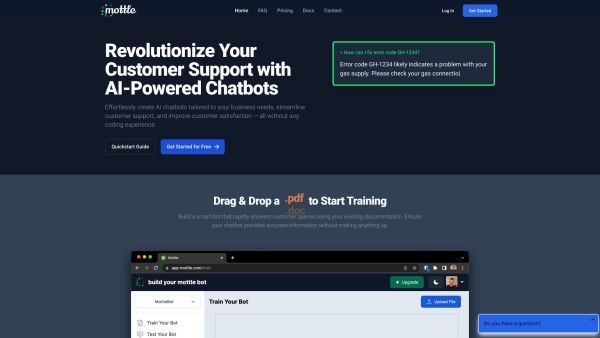 mottle
Home
FAQ
Pricing
Docs
Contact
Log In
Get Started
Revolutionize Your
Customer Support with
AI-Powered Chatbots
Effortlessly create AI chatbots tailored to your business needs, streamline
customer support, and improve customer satisfaction — all without any
coding experience.
Quickstart Guide
Get Started for Free →
> How can I fix error code GH-1234?
Error code GH-1234 likely indicates a problem with your
gas supply. Please check your gas connectio
Drag & Drop a .pdf to Start Training
.doc
Build a smart bot that rapidly answers customer queries using your existing documentation. Ensure
your chatbot provides accurate information without making anything up.
Mottle
app.mottle.com/train
build your mottle bot
Upgrade
MottleBot
Train Your Bot
Upload File
Train Your Bot
Test Your Bot
Do you have a question?